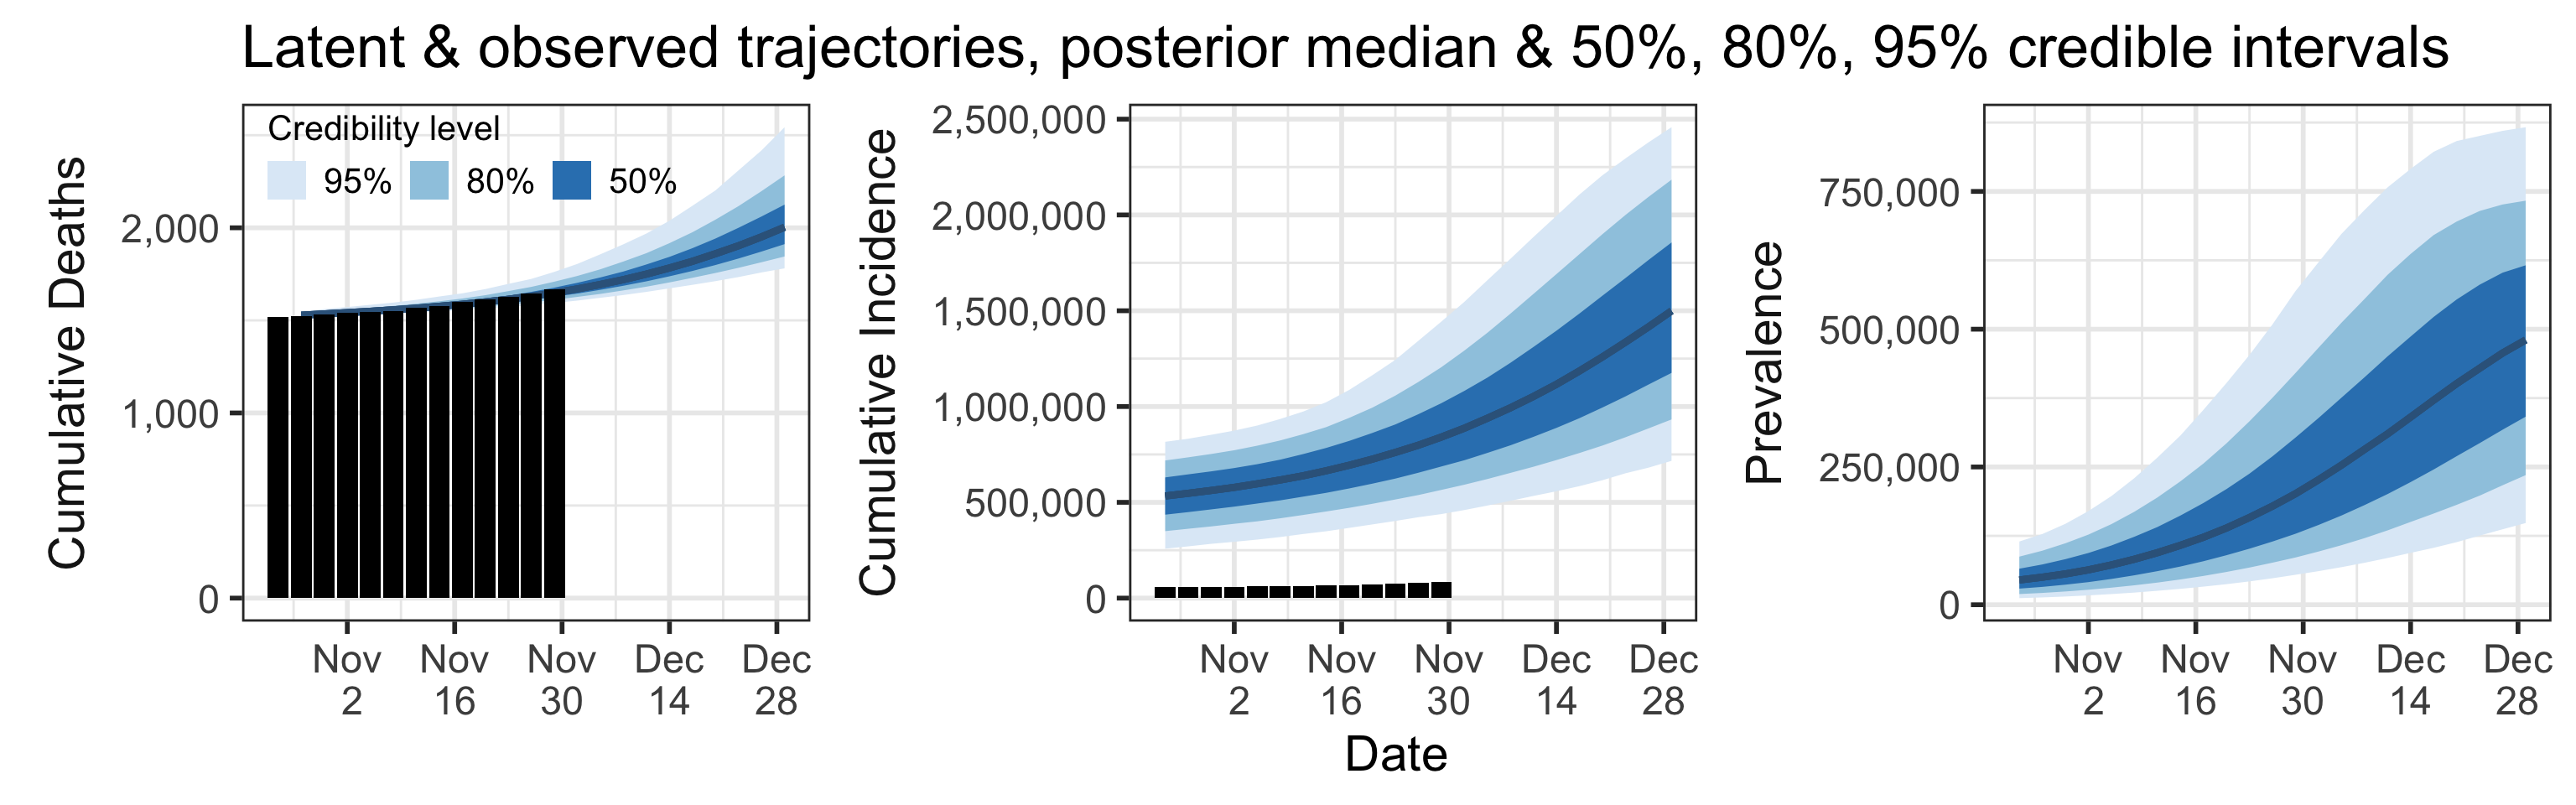 Latent & observed trajectories, posterior median & 50%, 80%, 95% credible intervals
Cumulative Deaths
Credibility level
95% 80% 50%
2,000
1,000
0
Nov 2 Nov 16 Nov 30 Dec 14 Dec 28
Cumulative Incidence
2,500,000
2,000,000
1,500,000
1,000,000
500,000
0
Nov 2 Nov 16 Nov 30 Dec 14 Dec 28
Prevalence
750,000
500,000
250,000
0
Nov 2 Nov 16 Nov 30 Dec 14 Dec 28
Date